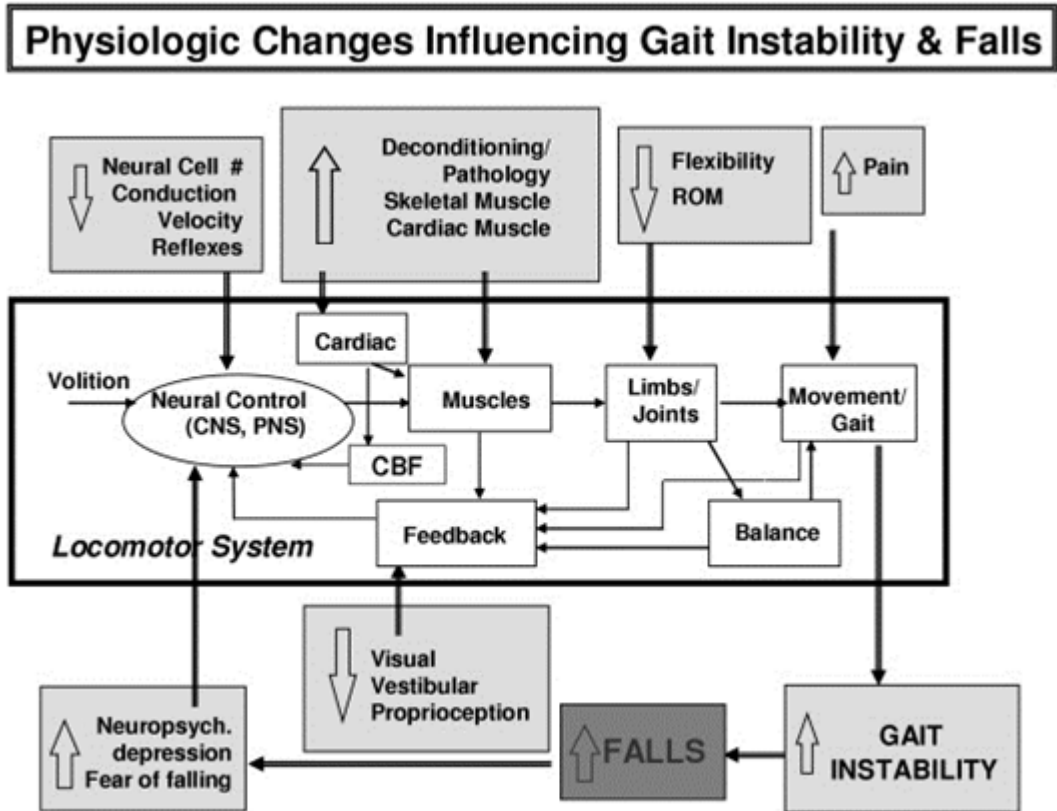 Physiologic Changes Influencing Gait Instability & Falls
Neural Cell #
Conduction
Velocity
Reflexes
Deconditioning/
Pathology
Skeletal Muscle
Cardiac Muscle
Flexibility
ROM
Pain
Cardiac
Volition
Neural Control
(CNS, PNS)
Muscles
Limbs/
Joints
Movement/
Gait
CBF
Feedback
Balance
Locomotor System
Visual
Vestibular
Proprioception
Neuropsych.
depression
Fear of falling
FALLS
GAIT
INSTABILITY